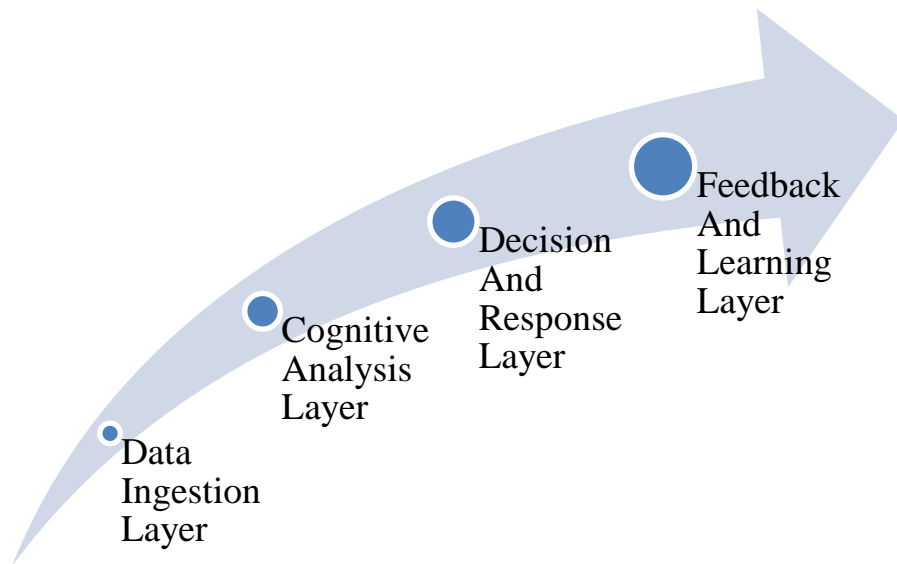 Data
Ingestion
Layer
Cognitive
Analysis
Layer
Decision
And
Response
Layer
Feedback
And
Learning
Layer